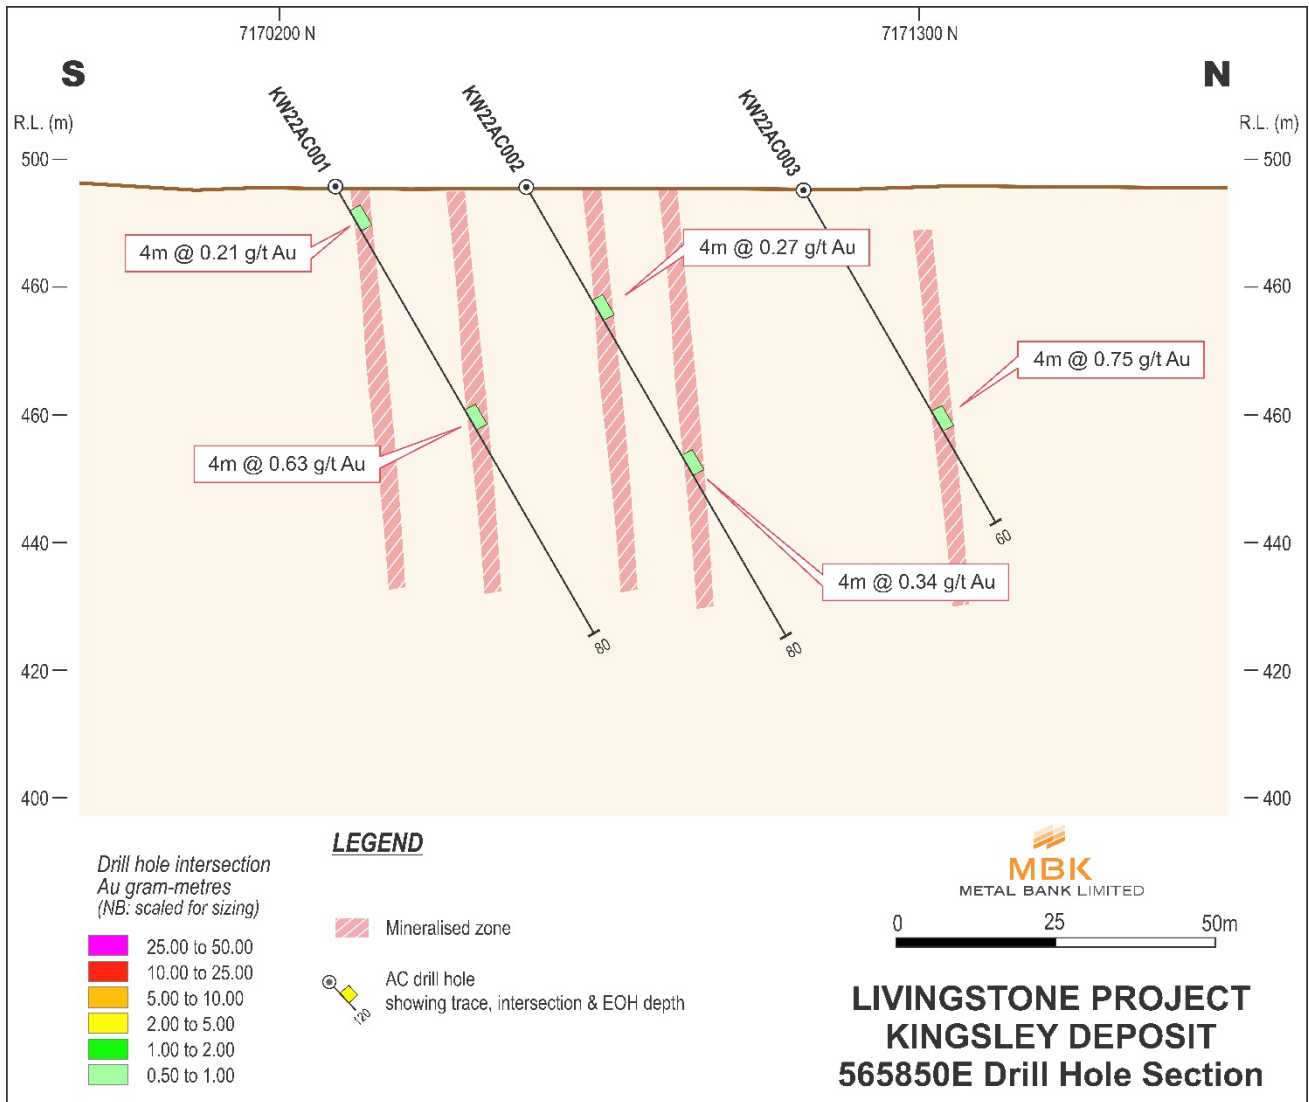 7170200 N
7171300 N
S
N
R.L. (m)
R.L. (m)
KW22AC001
KW22AC002
KW22AC003
500
500
4m @ 0.21 g/t Au
4m @ 0.27 g/t Au
460
460
4m @ 0.75 g/t Au
460
460
4m @ 0.63 g/t Au
440
440
60
4m @ 0.34 g/t Au
80
80
420
420
400
400
Drill hole intersection
Au gram-metres
(NB: scaled for sizing)
25.00 to 50.00
10.00 to 25.00
5.00 to 10.00
2.00 to 5.00
1.00 to 2.00
0.50 to 1.00
LEGEND
Mineralised zone
120
AC drill hole
showing trace, intersection & EOH depth
MBK
METAL BANK LIMITED
0 25 50m
LIVINGSTONE PROJECT
KINGSLEY DEPOSIT
565850E Drill Hole Section